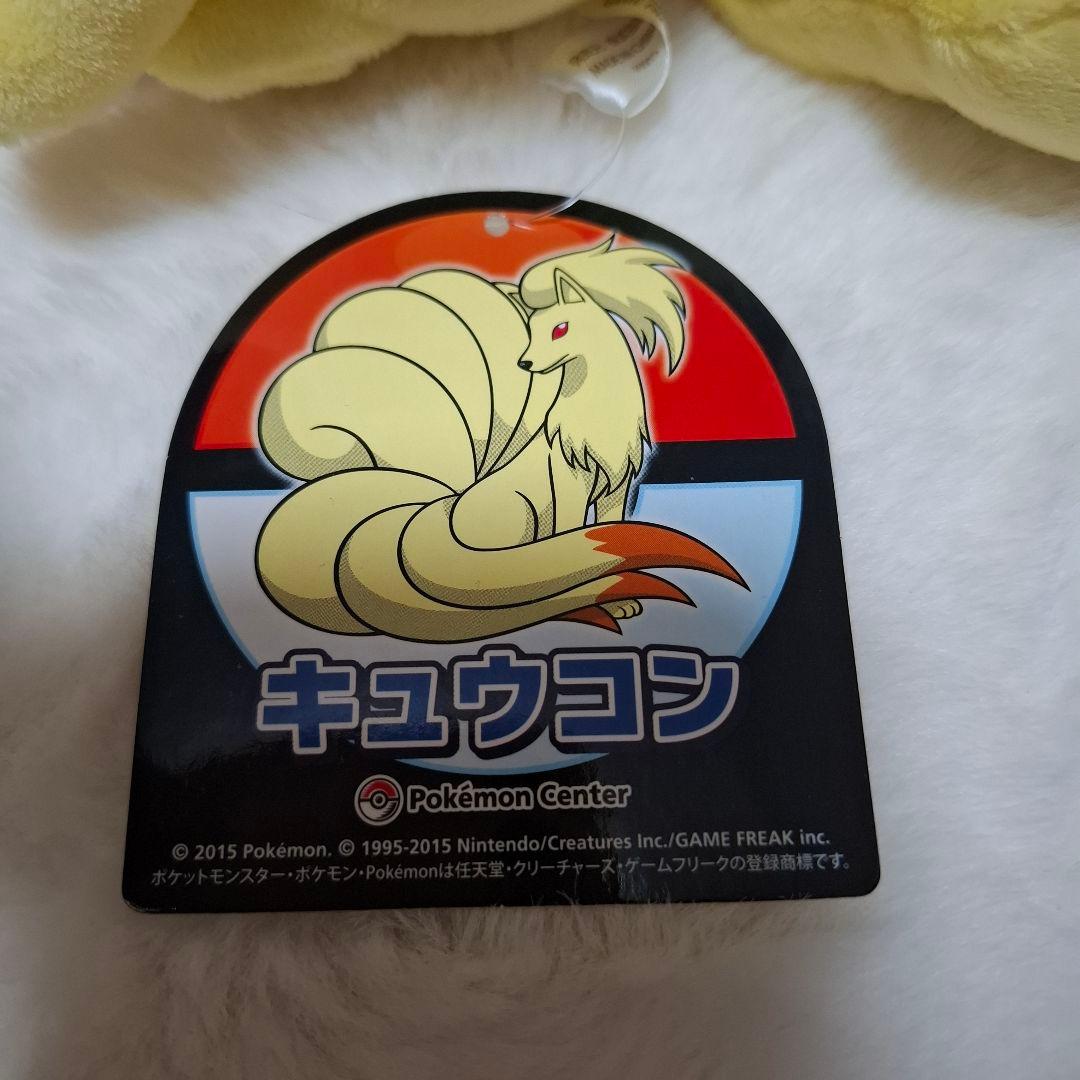 キュウコン
Pokémon Center
© 2015 Pokémon. © 1995-2015 Nintendo/Creatures Inc./GAME FREAK inc.
ポケットモンスター・ポケモン・Pokémonは任天堂・クリーチャーズ・ゲームフリークの登録商標です。